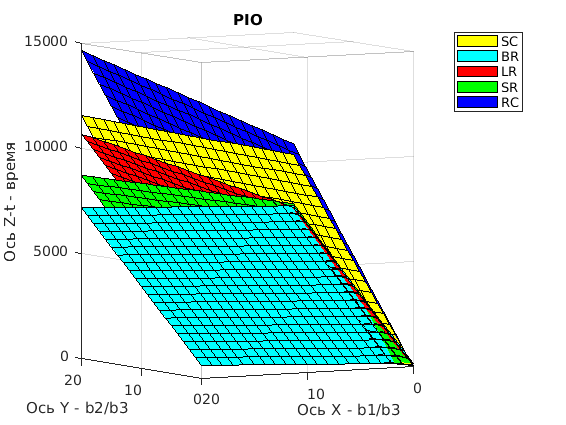 PIO
SC
BR
LR
SR
RC
15000
10000
5000
0
Ось Z-t - время
20
10
020
10
0
Ось Y - b2/b3
Ось X - b1/b3